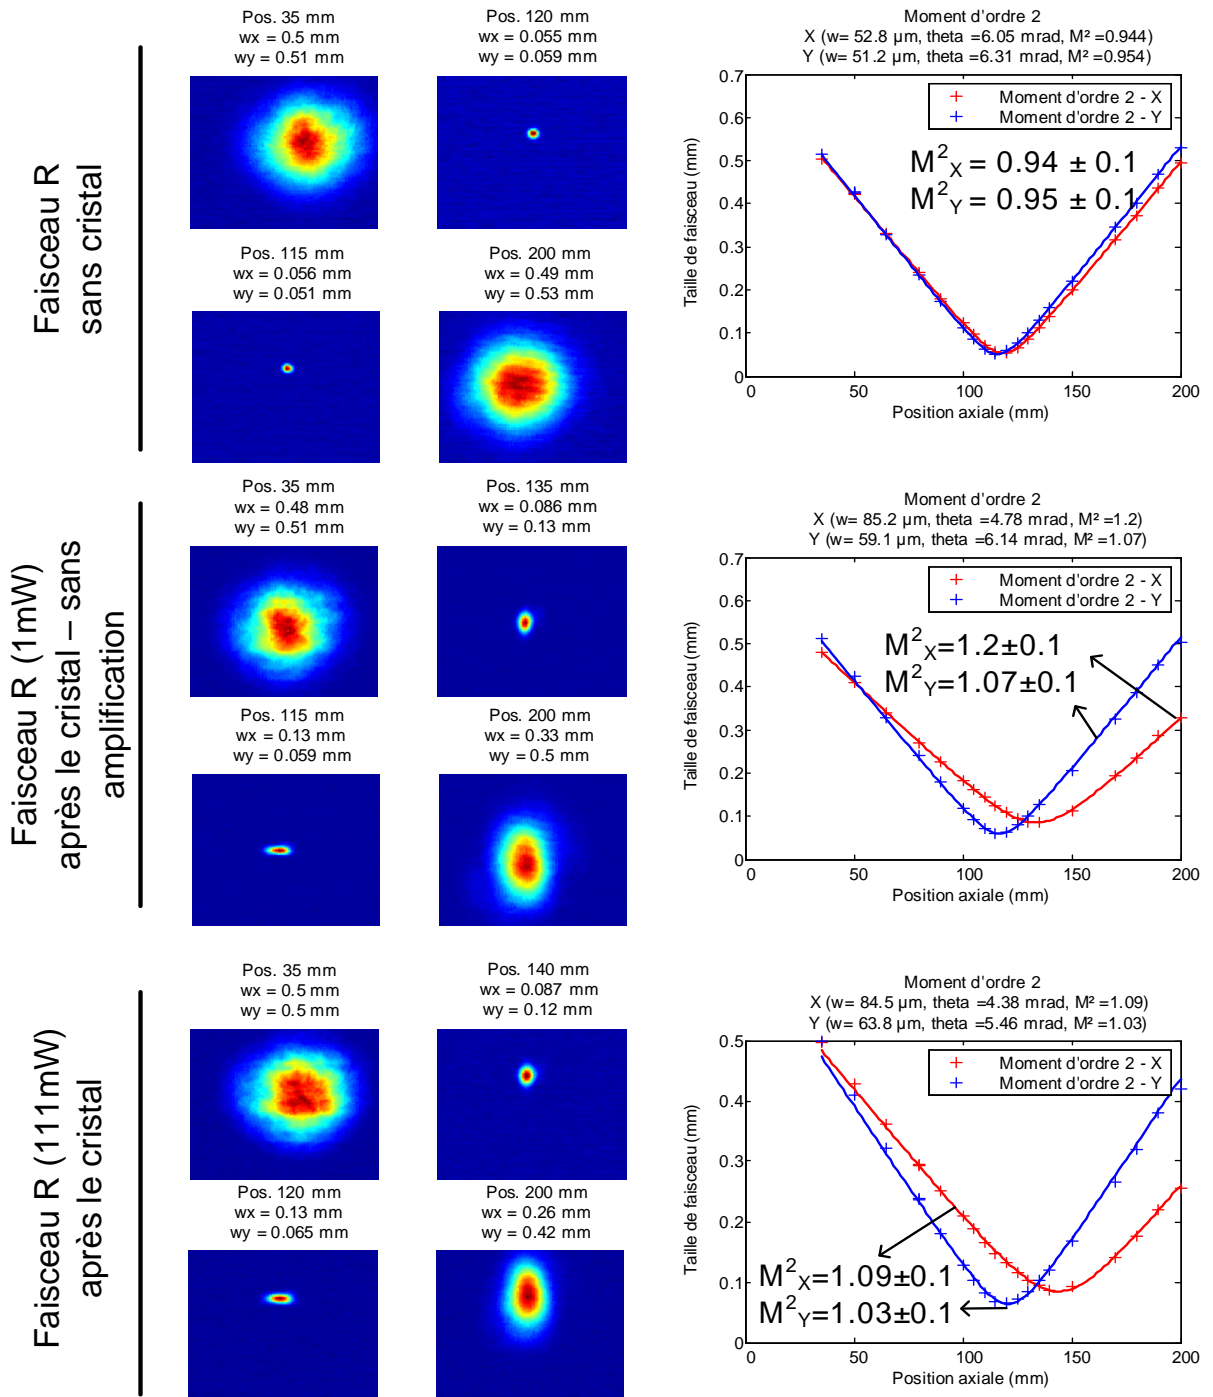 Faisceau R
sans cristal
Pos. 35 mm
wx = 0.5 mm
wy = 0.51 mm
Pos. 120 mm
wx = 0.055 mm
wy = 0.059 mm
Pos. 115 mm
wx = 0.056 mm
wy = 0.051 mm
Pos. 200 mm
wx = 0.49 mm
wy = 0.53 mm
Moment d'ordre 2
X (w= 52.8 µm, theta =6.05 mrad, M² =0.944)
Y (w= 51.2 µm, theta =6.31 mrad, M² =0.954)
Moment d'ordre 2 - X
Moment d'ordre 2 - Y
M²X = 0.94 ± 0.1
M²Y = 0.95 ± 0.1
Taille de faisceau (mm)
0.7
0.6
0.5
0.4
0.3
0.2
0.1
0
0 50 100 150 200
Position axiale (mm)
Faisceau R (1mW)
après le cristal – sans
amplification
Pos. 35 mm
wx = 0.48 mm
wy = 0.51 mm
Pos. 135 mm
wx = 0.086 mm
wy = 0.13 mm
Pos. 115 mm
wx = 0.13 mm
wy = 0.059 mm
Pos. 200 mm
wx = 0.33 mm
wy = 0.5 mm
Moment d'ordre 2
X (w= 85.2 µm, theta =4.78 mrad, M² =1.2)
Y (w= 59.1 µm, theta =6.14 mrad, M² =1.07)
Moment d'ordre 2 - X
Moment d'ordre 2 - Y
M²X=1.2±0.1
M²Y=1.07±0.1
Taille de faisceau (mm)
0.7
0.6
0.5
0.4
0.3
0.2
0.1
0
0 50 100 150 200
Position axiale (mm)
Faisceau R (111mW)
après le cristal
Pos. 35 mm
wx = 0.5 mm
wy = 0.5 mm
Pos. 140 mm
wx = 0.087 mm
wy = 0.12 mm
Pos. 120 mm
wx = 0.13 mm
wy = 0.065 mm
Pos. 200 mm
wx = 0.26 mm
wy = 0.42 mm
Moment d'ordre 2
X (w= 84.5 µm, theta =4.38 mrad, M² =1.09)
Y (w= 63.8 µm, theta =5.46 mrad, M² =1.03)
Moment d'ordre 2 - X
Moment d'ordre 2 - Y
M²X=1.09±0.1
M²Y=1.03±0.1
Taille de faisceau (mm)
0.5
0.4
0.3
0.2
0.1
0
0 50 100 150 200
Position axiale (mm)